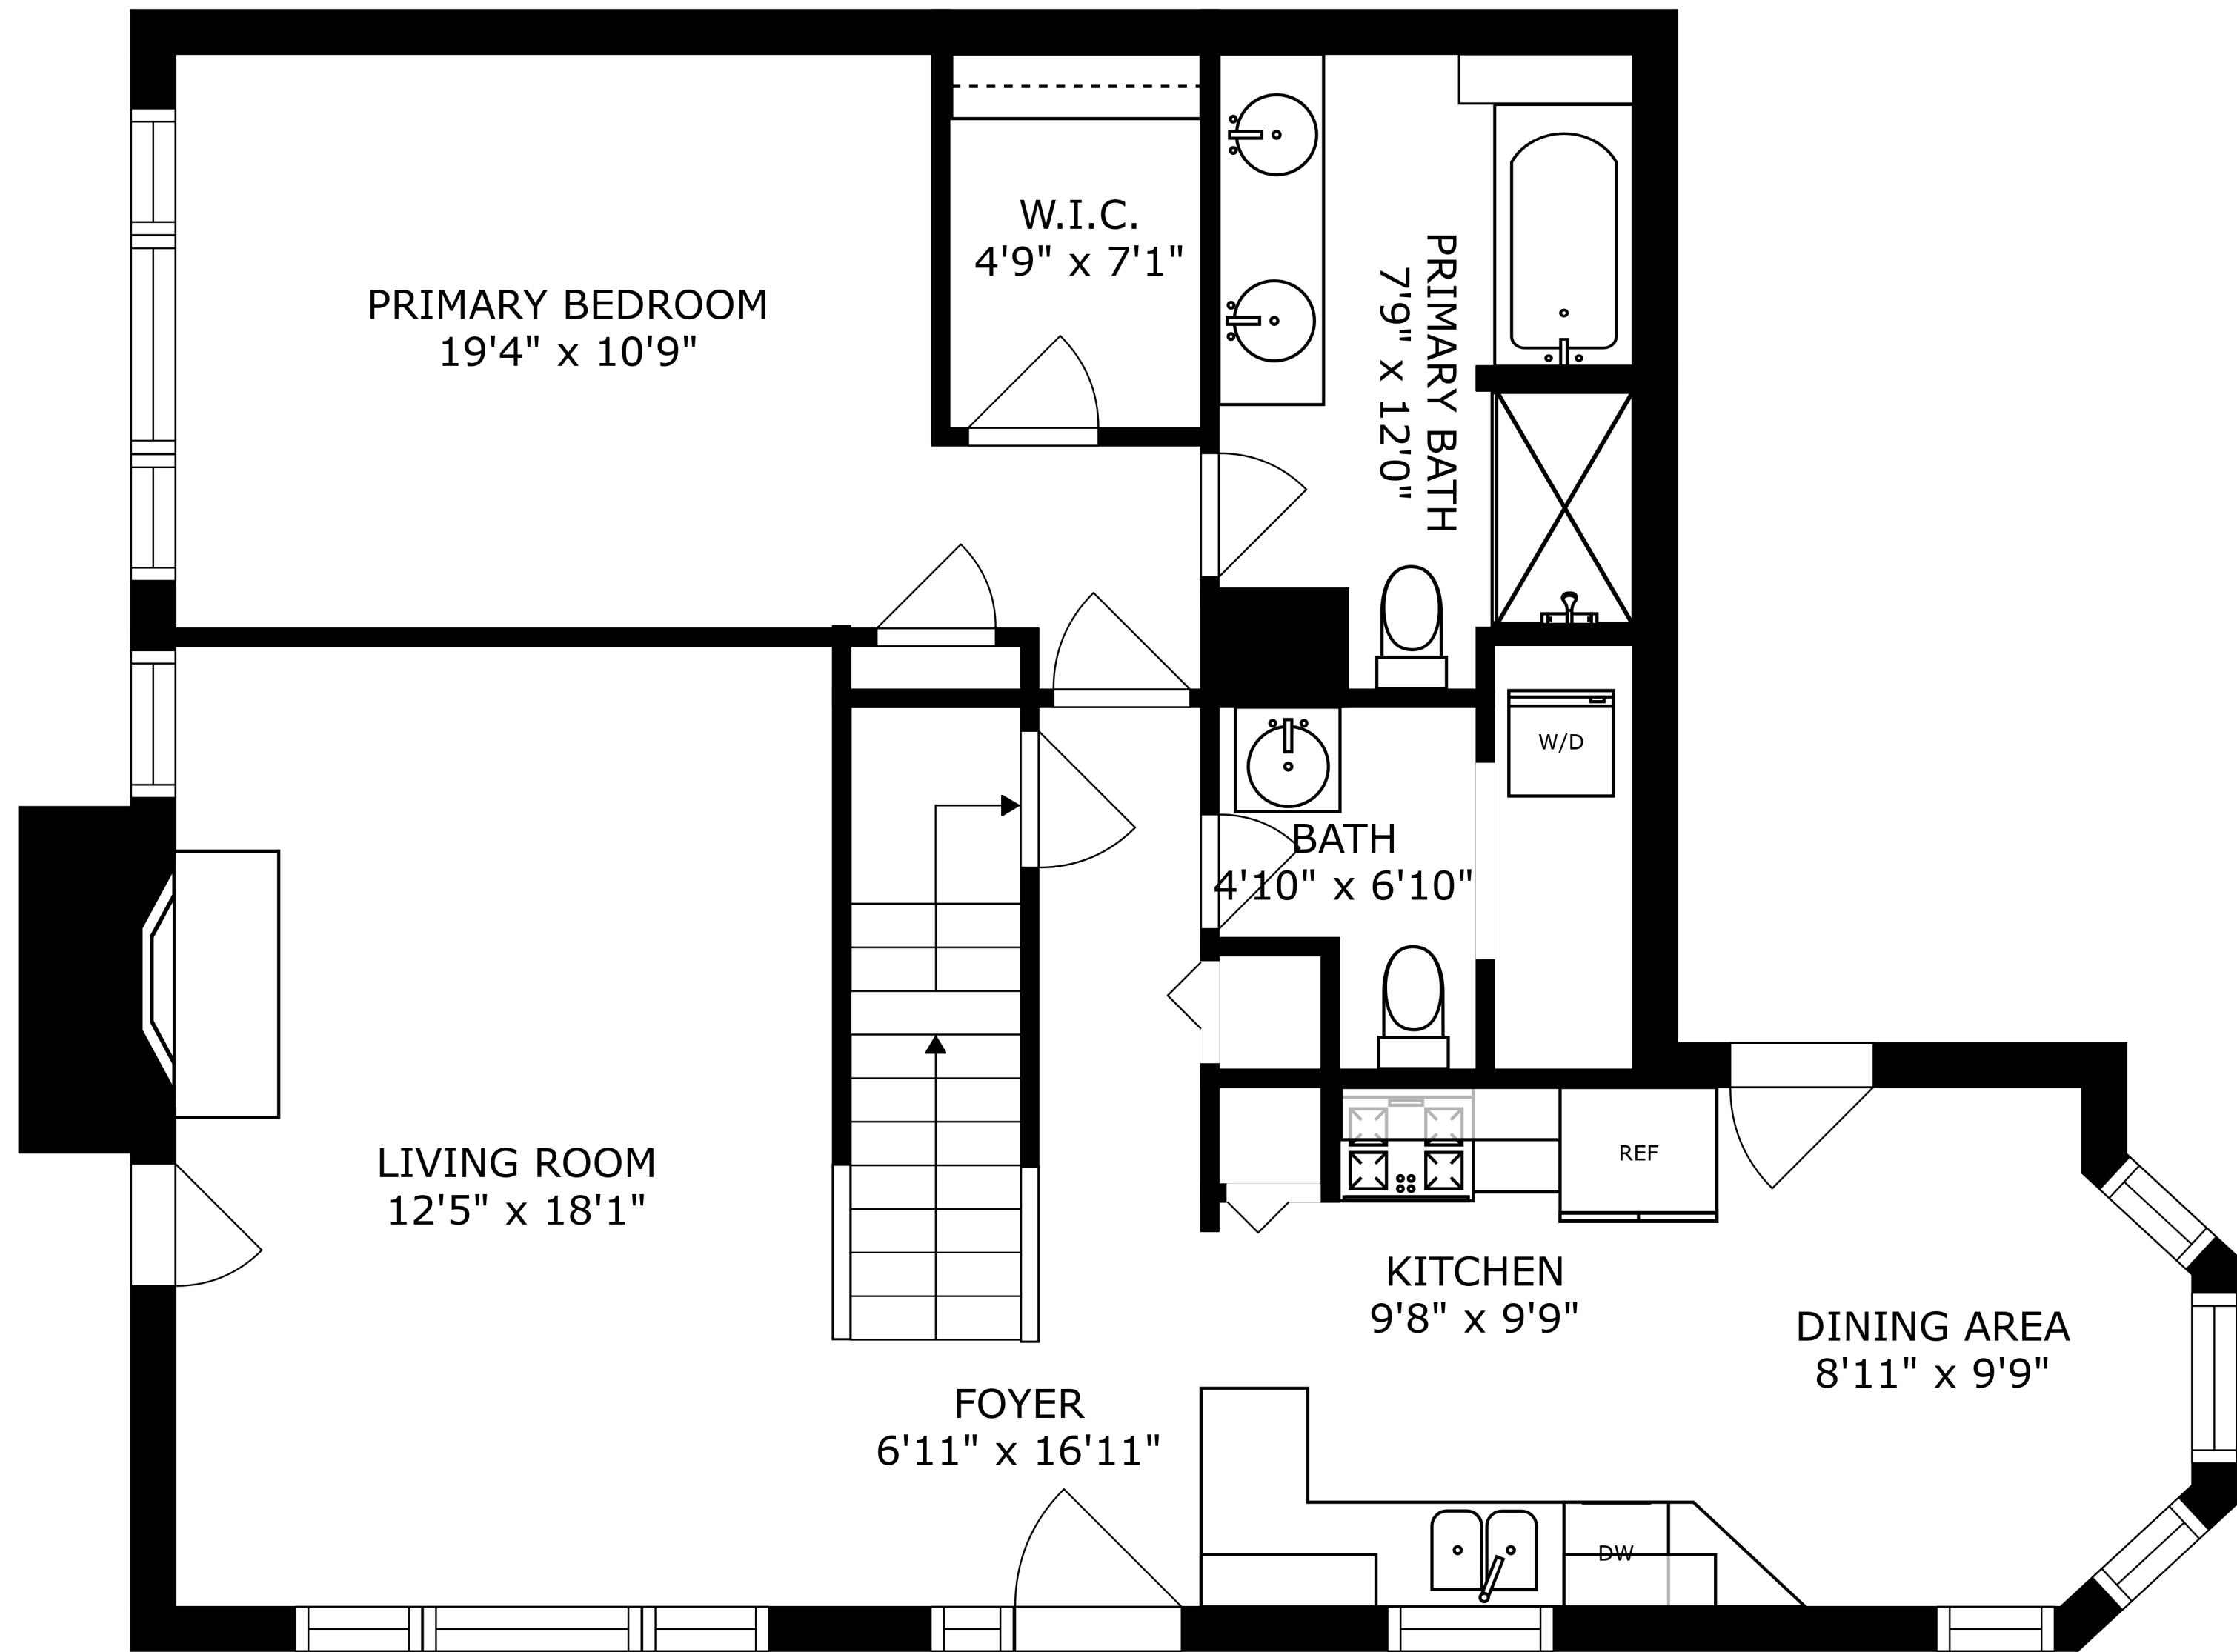 W.I.C.
4'9" x 7'1"
PRIMARY BEDROOM
19'4" x 10'9"
PRIMARY BATH
7'9" x 12'0"
W/D
BATH
4'10" x 6'10"
LIVING ROOM
12'5" x 18'1"
REF
KITCHEN
9'8" x 9'9"
DINING AREA
8'11" x 9'9"
FOYER
6'11" x 16'11"
DW